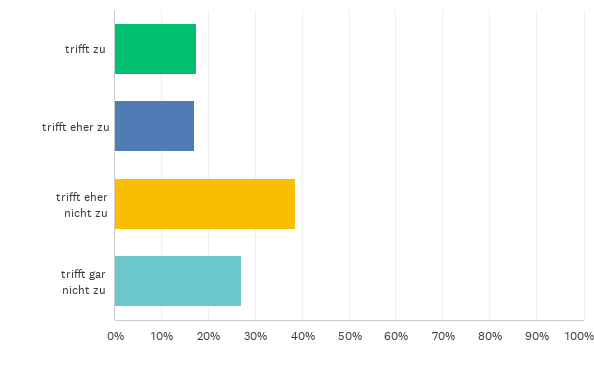 trifft zu
trifft eher zu
trifft eher
nicht zu
trifft gar
nicht zu
0% 10% 20% 30% 40% 50% 60% 70% 80% 90% 100%